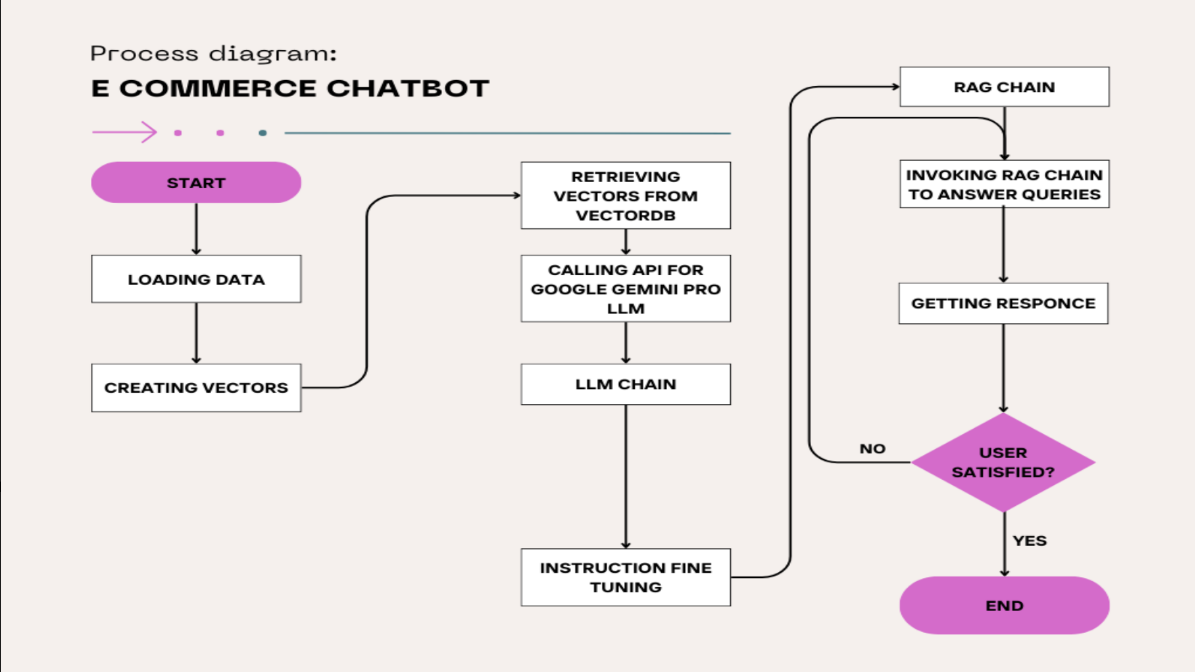 Process diagram:
E COMMERCE CHATBOT
START
LOADING DATA
CREATING VECTORS
RETRIEVING
VECTORS FROM
VECTORDB
CALLING API FOR
GOOGLE GEMINI PRO
LLM
LLM CHAIN
INSTRUCTION FINE
TUNING
RAG CHAIN
INVOKING RAG CHAIN
TO ANSWER QUERIES
GETTING RESPONCE
USER
SATISFIED?
NO
YES
END